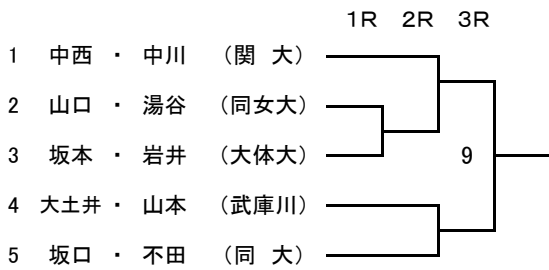 1R 2R 3R
1 中西 ・ 中川 （関 大）
2 山口 ・ 湯谷 （同女大）
3 坂本 ・ 岩井 （大体大） 9
4 大土井 ・ 山本 （武庫川）
5 坂口 ・ 不田 （同 大）